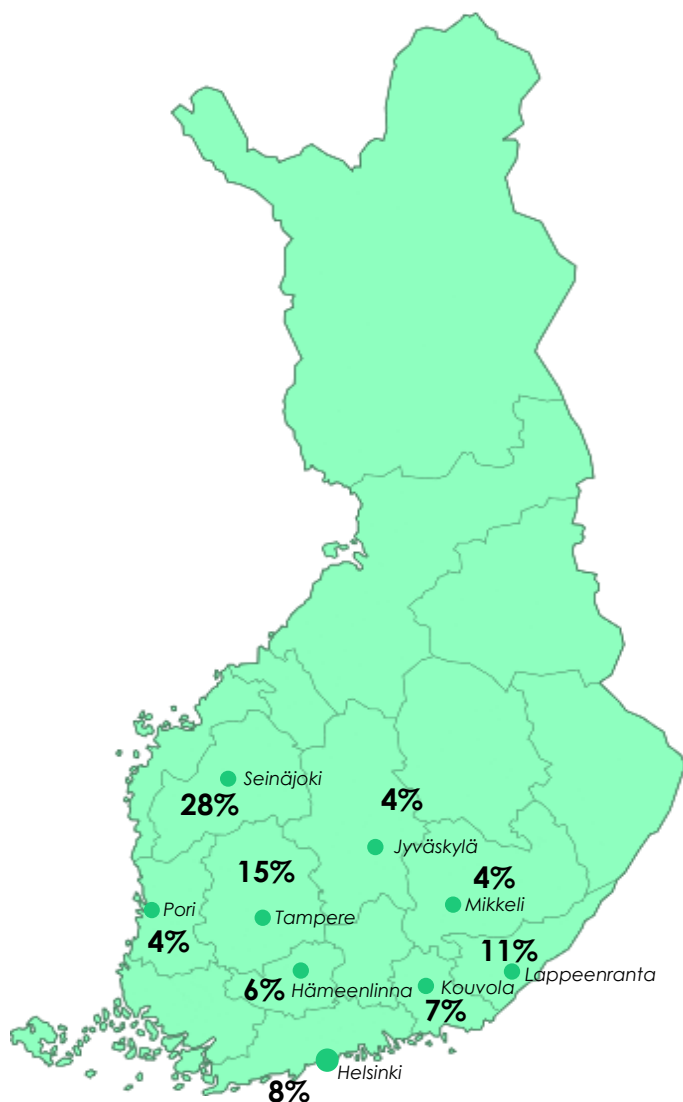 Seinäjoki
28%
4%
Jyväskylä
15%
Tampere
4%
Mikkeli
Pori
4%
11%
Lappeenranta
6%
Hämeenlinna
Kouvola
7%
Helsinki
8%